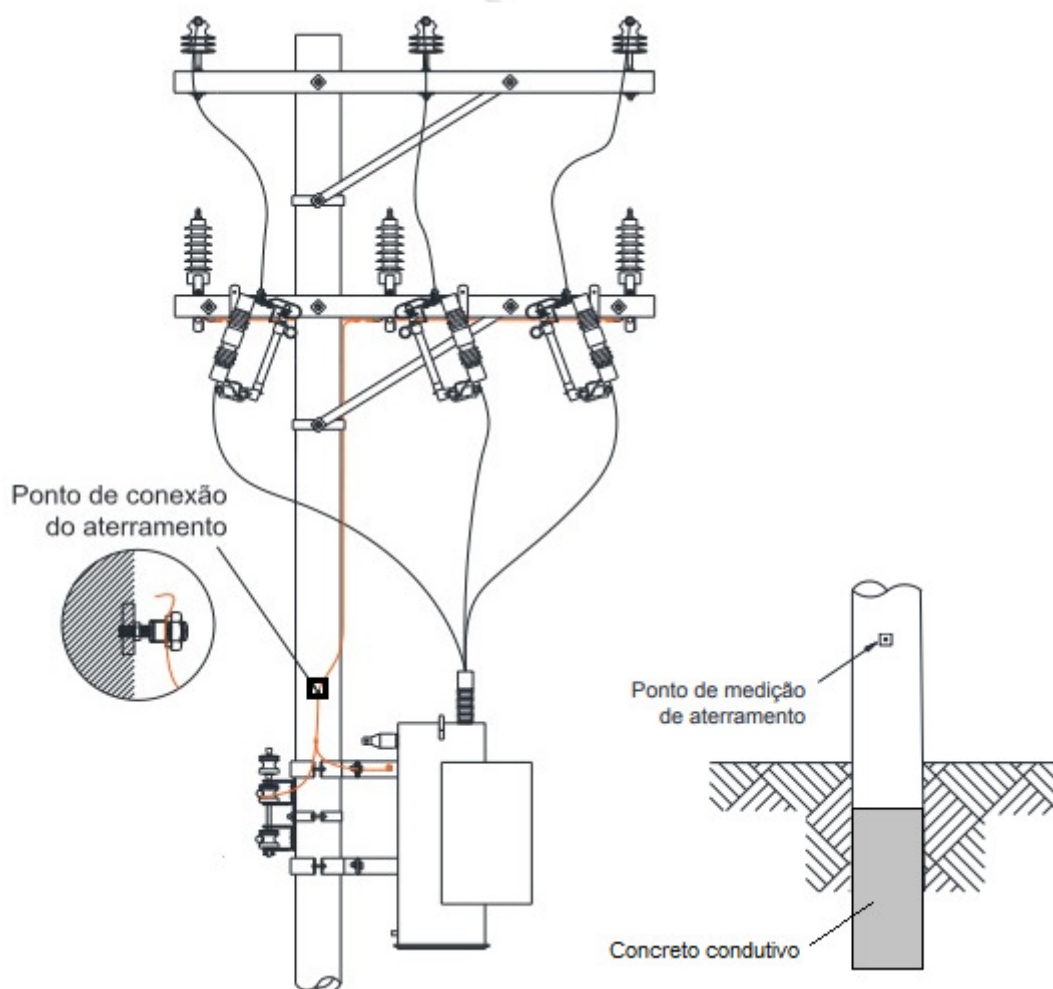 Ponto de conexão
do aterramento
Ponto de medição
de aterramento
Concreto condutivo